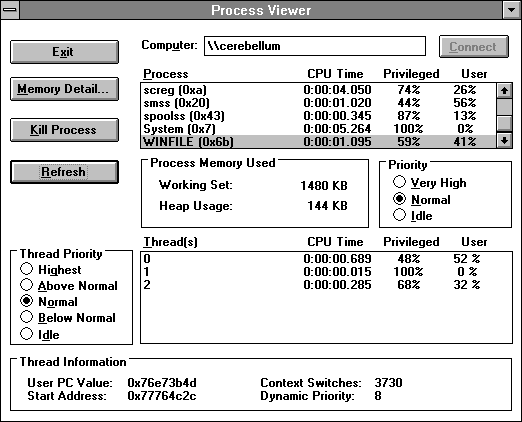 Process Viewer
Exit
Computer: \\cerebellum
Connect
Memory Detail...
Process CPU Time Privileged User
screg (0xa) 0:00:04.050 74% 26%
smss (0x20) 0:00:01.020 44% 56%
spoolss (0x43) 0:00:00.345 87% 13%
System (0x7) 0:00:05.264 100% 0%
WINFILE (0x6b) 0:00:01.095 59% 41%
Kill Process
Refresh
Process Memory Used
Working Set: 1480 KB
Heap Usage: 144 KB
Priority
Very High
Normal
Idle
Thread(s) CPU Time Privileged User
0 0:00:00.689 48% 52 %
1 0:00:00.015 100% 0 %
2 0:00:00.285 68% 32 %
Thread Priority
Highest
Above Normal
Normal
Below Normal
Idle
Thread Information
User PC Value: 0x76e73b4d Context Switches: 3730
Start Address: 0x77764c2c Dynamic Priority: 8